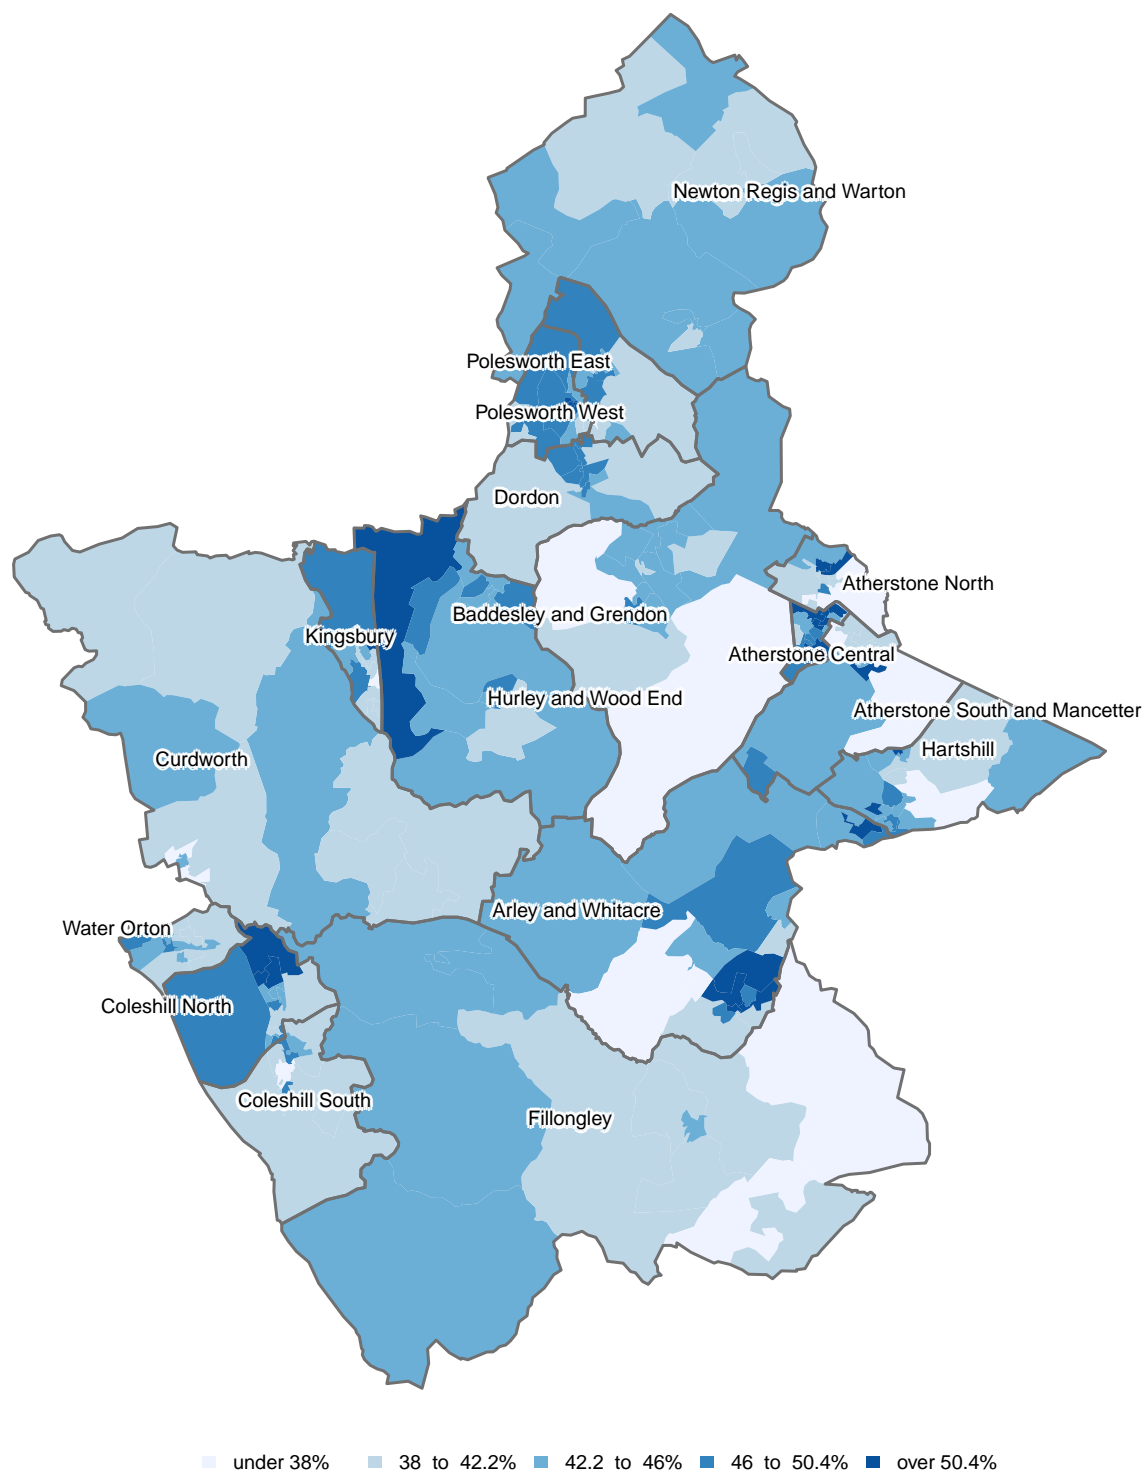 Newton Regis and Warton
Polesworth East
Polesworth West
Dordon
Atherstone North
Baddesley and Grendon
Kingsbury
Atherstone Central
Hurley and Wood End
Atherstone South and Mancetter
Hartshill
Curdworth
Arley and Whitacre
Water Orton
Coleshill North
Coleshill South
Fillongley
under 38% 38 to 42.2% 42.2 to 46% 46 to 50.4% over 50.4%